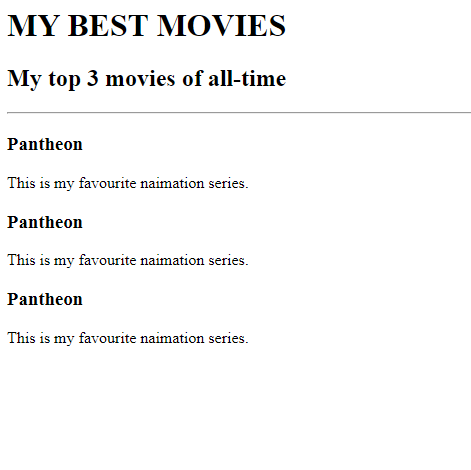 MY BEST MOVIES
My top 3 movies of all-time
Pantheon
This is my favourite naimation series.
Pantheon
This is my favourite naimation series.
Pantheon
This is my favourite naimation series.